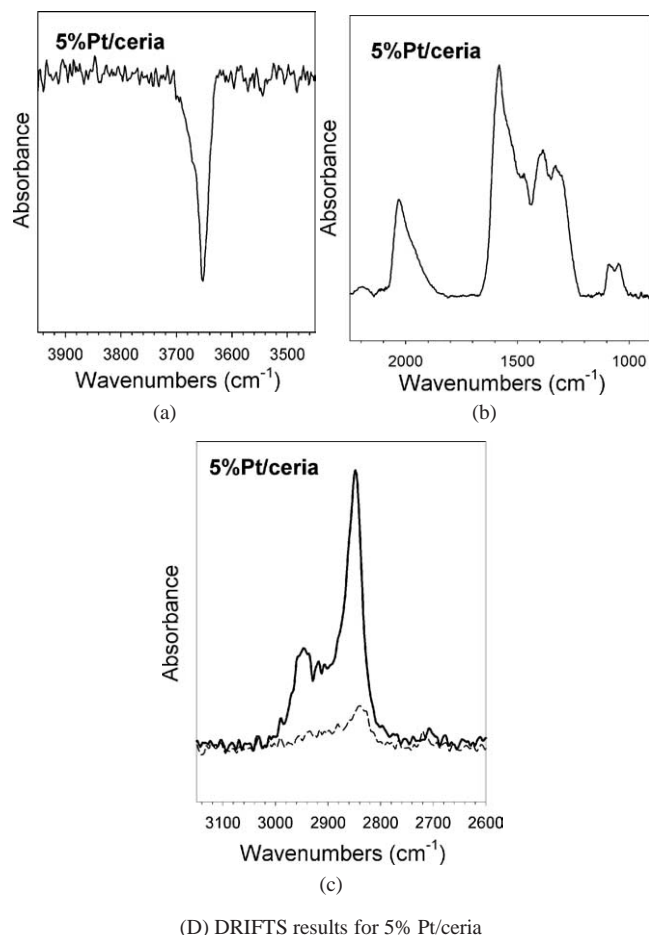 5%Pt/ceria
Absorbance
3900 3800 3700 3600 3500
Wavenumbers (cm⁻¹)
(a)
5%Pt/ceria
Absorbance
2000 1500 1000
Wavenumbers (cm⁻¹)
(b)
5%Pt/ceria
Absorbance
3100 3000 2900 2800 2700 2600
Wavenumbers (cm⁻¹)
(c)
(D) DRIFTS results for 5% Pt/ceria